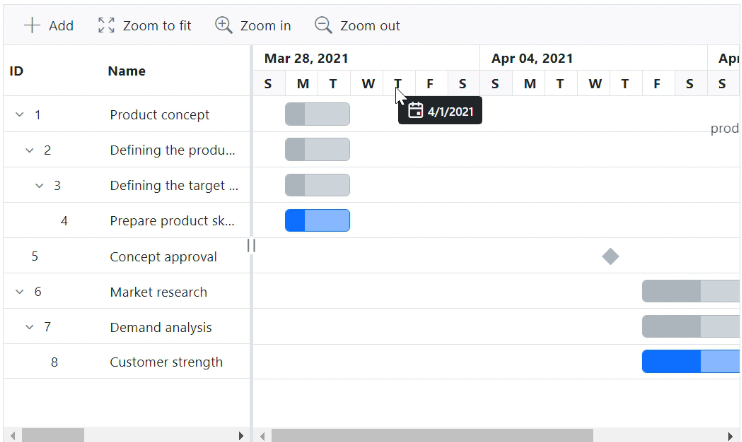 Add Zoom to fit Zoom in Zoom out
ID Name
Mar 28, 2021 Apr 04, 2021 Ap
S M T W T F S S M T W T F S S
4/1/2021
1 Product concept
prod
2 Defining the produ...
3 Defining the target ...
4 Prepare product sk...
5 Concept approval
6 Market research
7 Demand analysis
8 Customer strength